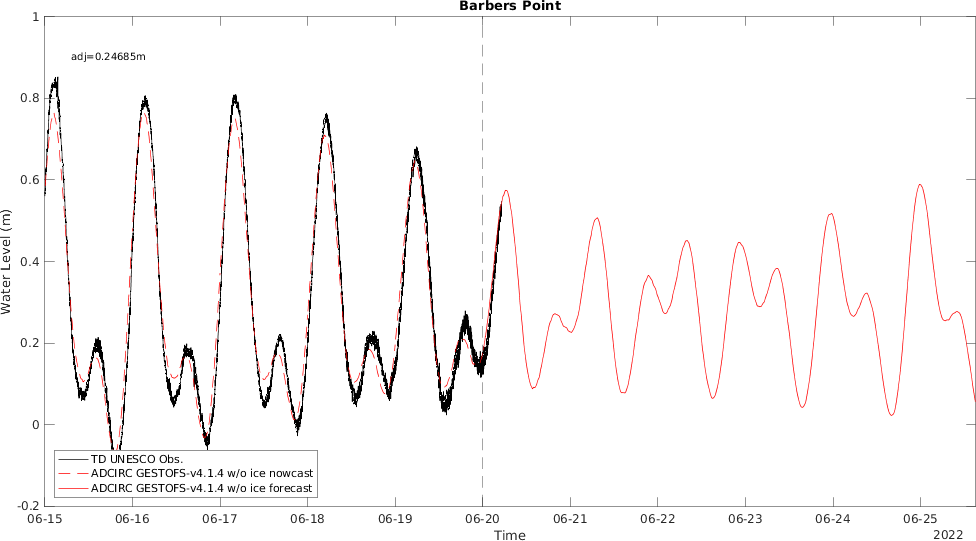 Barbers Point
adj=0.24685m
Water Level (m)
1
0.8
0.6
0.4
0.2
0
-0.2
TD UNESCO Obs.
ADCIRC GESTOFS-v4.1.4 w/o ice nowcast
ADCIRC GESTOFS-v4.1.4 w/o ice forecast
06-15 06-16 06-17 06-18 06-19 06-20 06-21 06-22 06-23 06-24 06-25
Time
2022